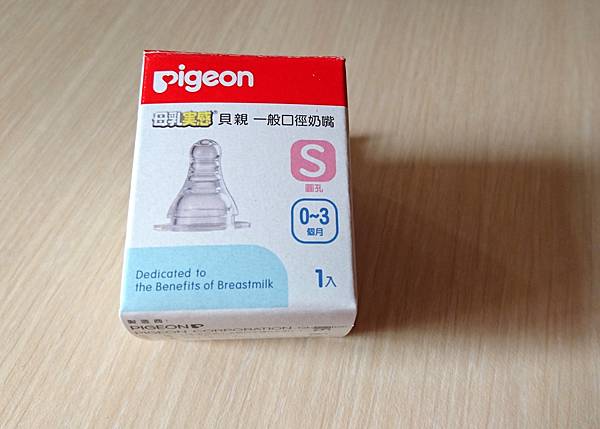 pigeon
母乳実感® 貝親 一般口徑奶嘴
S
圓孔
0~3
個月
Dedicated to
the Benefits of Breastmilk
1入
製造商:
PIGEON
PIGEON CORPORATION